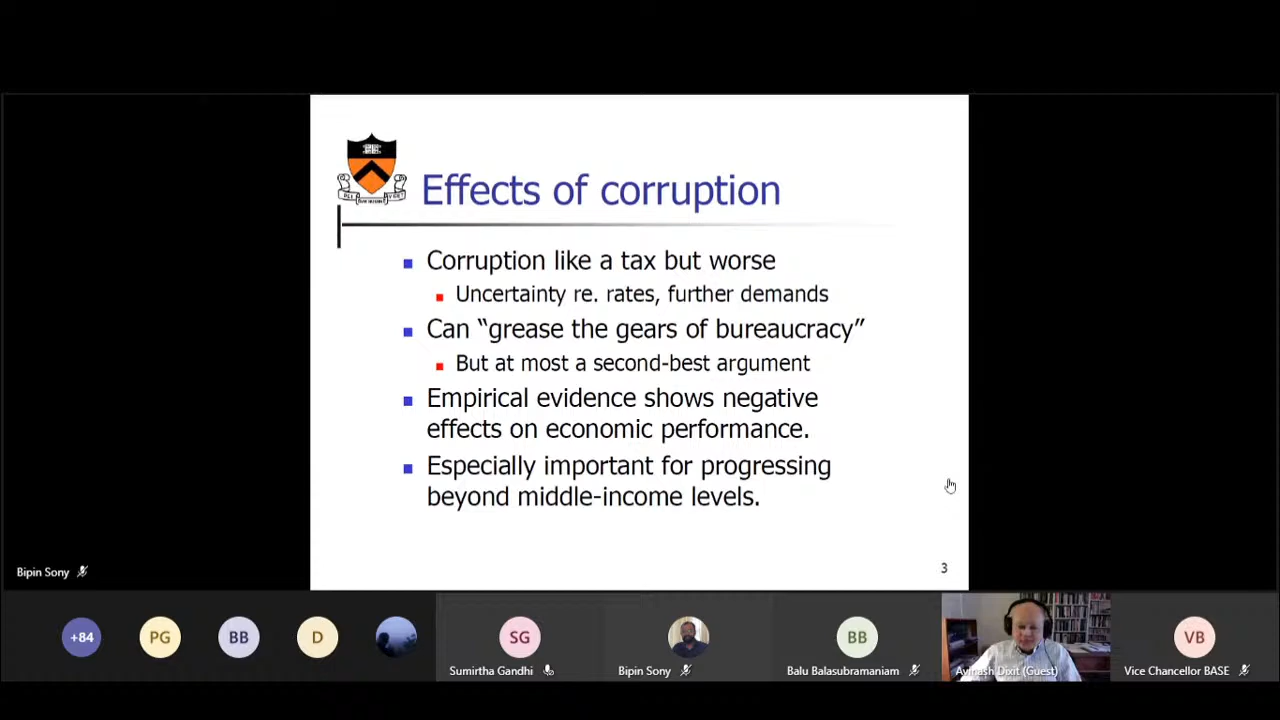 Effects of corruption
Corruption like a tax but worse
Uncertainty re. rates, further demands
Can “grease the gears of bureaucracy”
But at most a second-best argument
Empirical evidence shows negative
effects on economic performance.
Especially important for progressing
beyond middle-income levels.
3
Bipin Sony
+84
PG
BB
D
SG
Sumirtha Gandhi
Bipin Sony
BB
Balu Balasubramaniam
Avinash Dixit (Guest)
VB
Vice Chancellor BASE